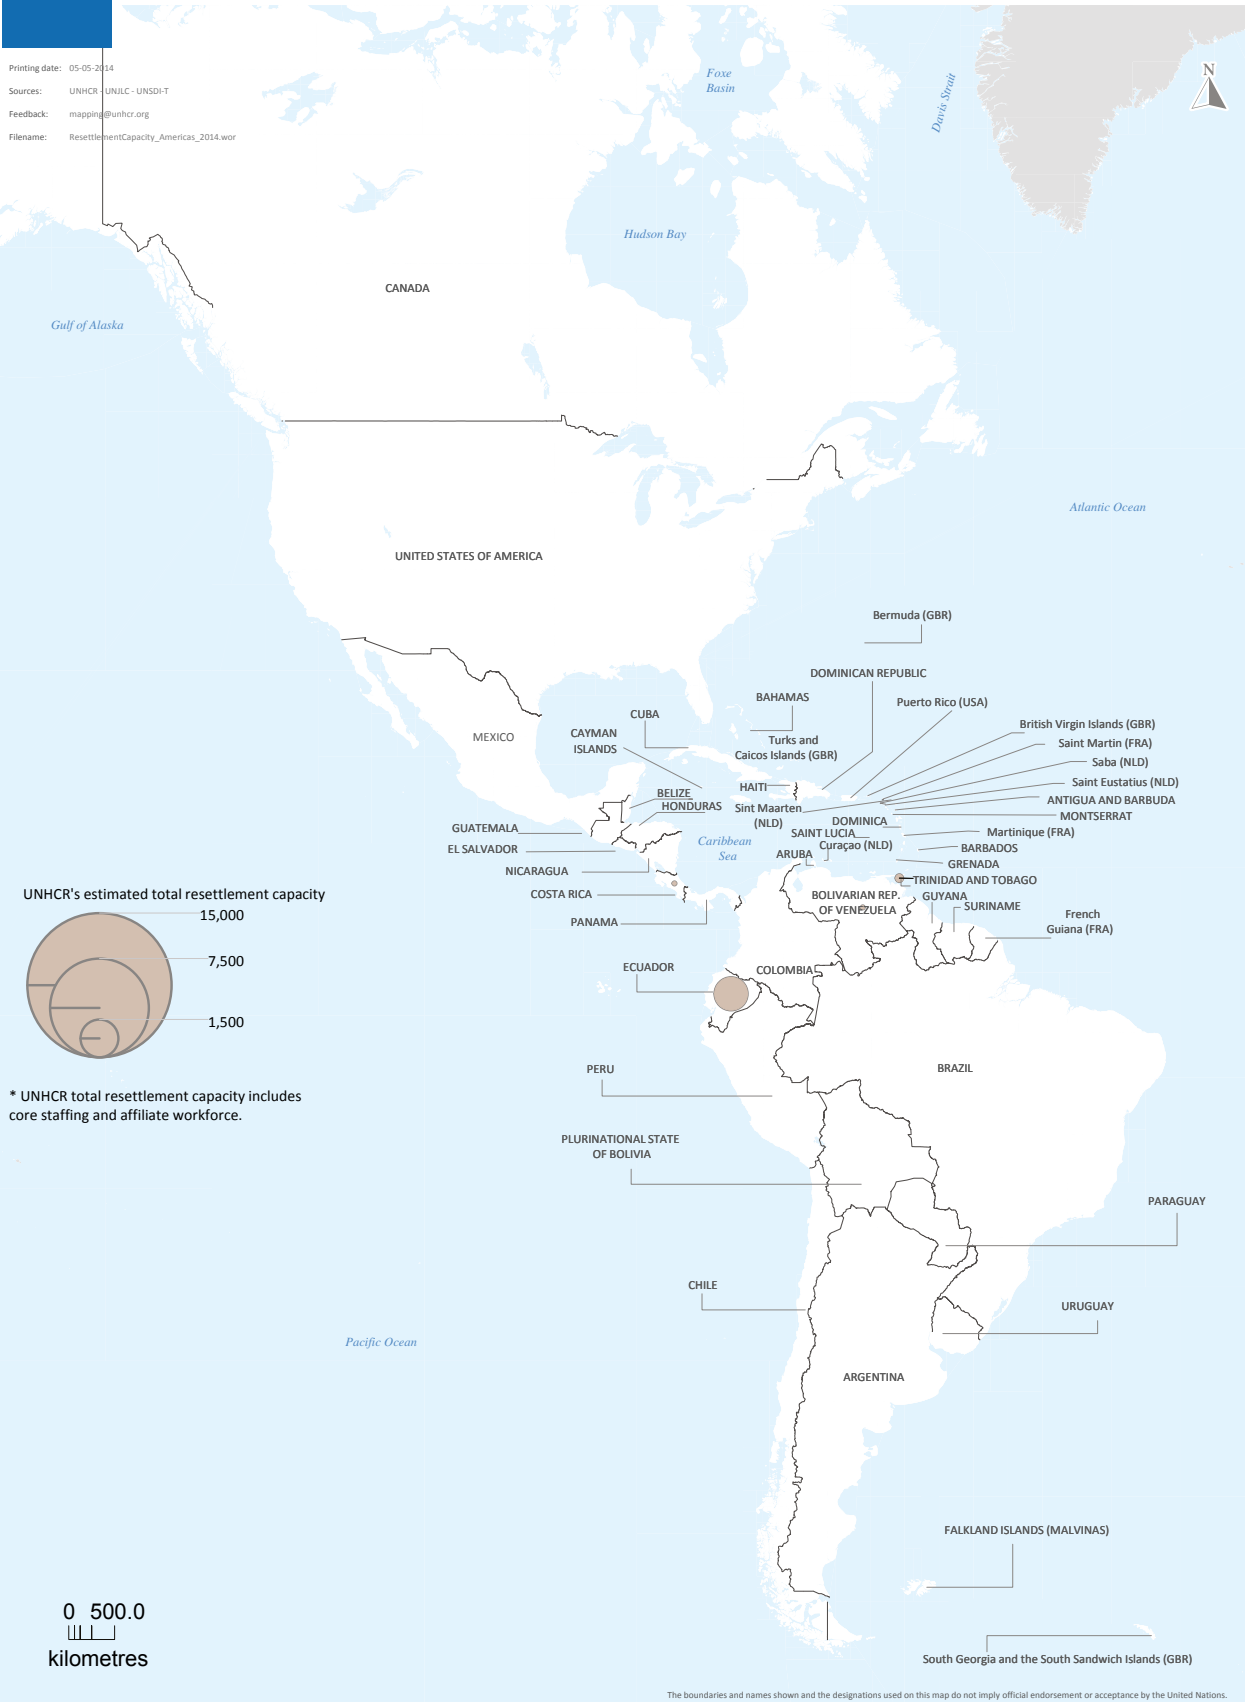 Printing date: 05-05-2014
Sources: UNHCR - UNJLC - UNSDI-T
Feedback: mapping@unhcr.org
Filename: ResettlementCapacity_Americas_2014.wor
N
Foxe
Basin
Davis Strait
Hudson Bay
CANADA
Gulf of Alaska
Atlantic Ocean
UNITED STATES OF AMERICA
Bermuda (GBR)
DOMINICAN REPUBLIC
BAHAMAS
Puerto Rico (USA)
CUBA
British Virgin Islands (GBR)
MEXICO
CAYMAN
ISLANDS
Turks and
Caicos Islands (GBR)
Saint Martin (FRA)
Saba (NLD)
Saint Eustatius (NLD)
HAITI
BELIZE
HONDURAS
Sint Maarten
(NLD)
ANTIGUA AND BARBUDA
MONTSERRAT
DOMINICA
GUATEMALA
SAINT LUCIA
Martinique (FRA)
Caribbean
Sea
Curaçao (NLD)
EL SALVADOR
ARUBA
BARBADOS
GRENADA
NICARAGUA
TRINIDAD AND TOBAGO
COSTA RICA
BOLIVARIAN REP.
OF VENEZUELA
GUYANA
SURINAME
PANAMA
French
Guiana (FRA)
UNHCR's estimated total resettlement capacity
15,000
7,500
1,500
ECUADOR
COLOMBIA
PERU
BRAZIL
* UNHCR total resettlement capacity includes
core staffing and affiliate workforce.
PLURINATIONAL STATE
OF BOLIVIA
PARAGUAY
CHILE
URUGUAY
Pacific Ocean
ARGENTINA
FALKLAND ISLANDS (MALVINAS)
0 500.0
kilometres
South Georgia and the South Sandwich Islands (GBR)
The boundaries and names shown and the designations used on this map do not imply official endorsement or acceptance by the United Nations.